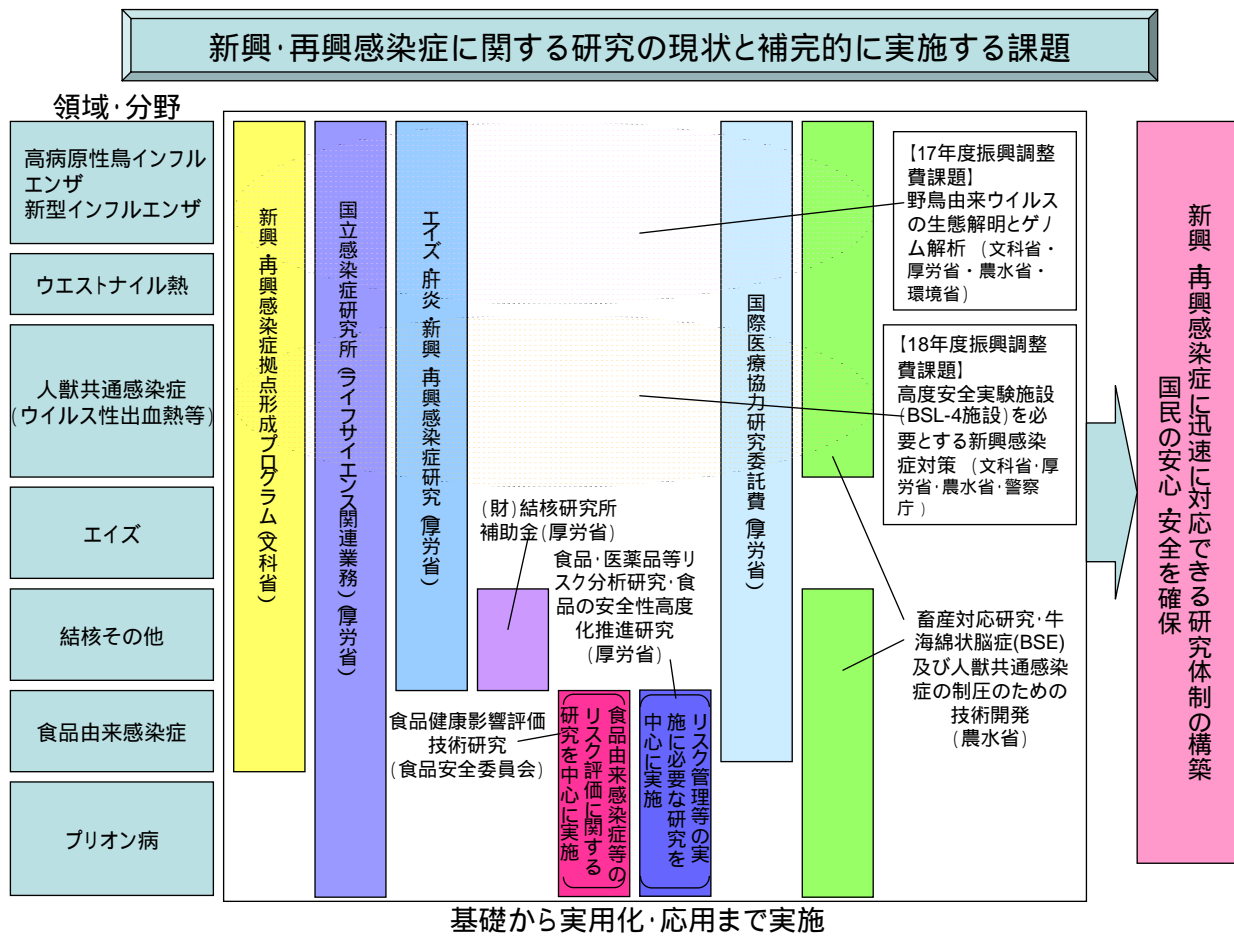 新興･再興感染症に関する研究の現状と補完的に実施する課題
領域･分野
高病原性鳥インフル
エンザ
新型インフルエンザ
ウエストナイル熱
人獣共通感染症
(ウイルス性出血熱等)
エイズ
結核その他
食品由来感染症
プリオン病
新興･再興感染症拠点形成プログラム(文科省)
国立感染症研究所(ライフサイエンス関連業務)(厚労省)
エイズ･肝炎･新興･再興感染症研究(厚労省)
(財)結核研究所
補助金(厚労省)
食品･医薬品等リ
スク分析研究･食
品の安全性高度
化推進研究
(厚労省)
食品健康影響評価
技術研究
(食品安全委員会)
食品由来感染症等の
リスク評価に関する
研究を中心に実施
リスク管理等の実
施に必要な研究を
中心に実施
国際医療協力研究委託費(厚労省)
【17年度振興調整
費課題】
野鳥由来ウイルス
の生態解明とゲノ
ム解析 (文科省・
厚労省・農水省・
環境省)
【18年度振興調整
費課題】
高度安全実験施設
(BSL-4施設)を必
要とする新興感染
症対策 (文科省･厚
労省･農水省･警察
庁)
畜産対応研究･牛
海綿状脳症(BSE)
及び人獣共通感染
症の制圧のための
技術開発
(農水省)
新興･再興感染症に迅速に対応できる研究体制の構築
国民の安心･安全を確保
基礎から実用化･応用まで実施